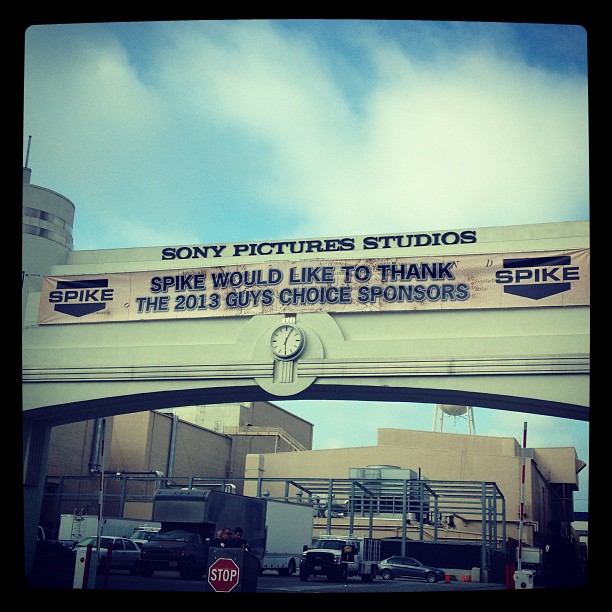 SONY PICTURES STUDIOS
SPIKE
SPIKE WOULD LIKE TO THANK
THE 2013 GUYS CHOICE SPONSORS
SPIKE
STOP